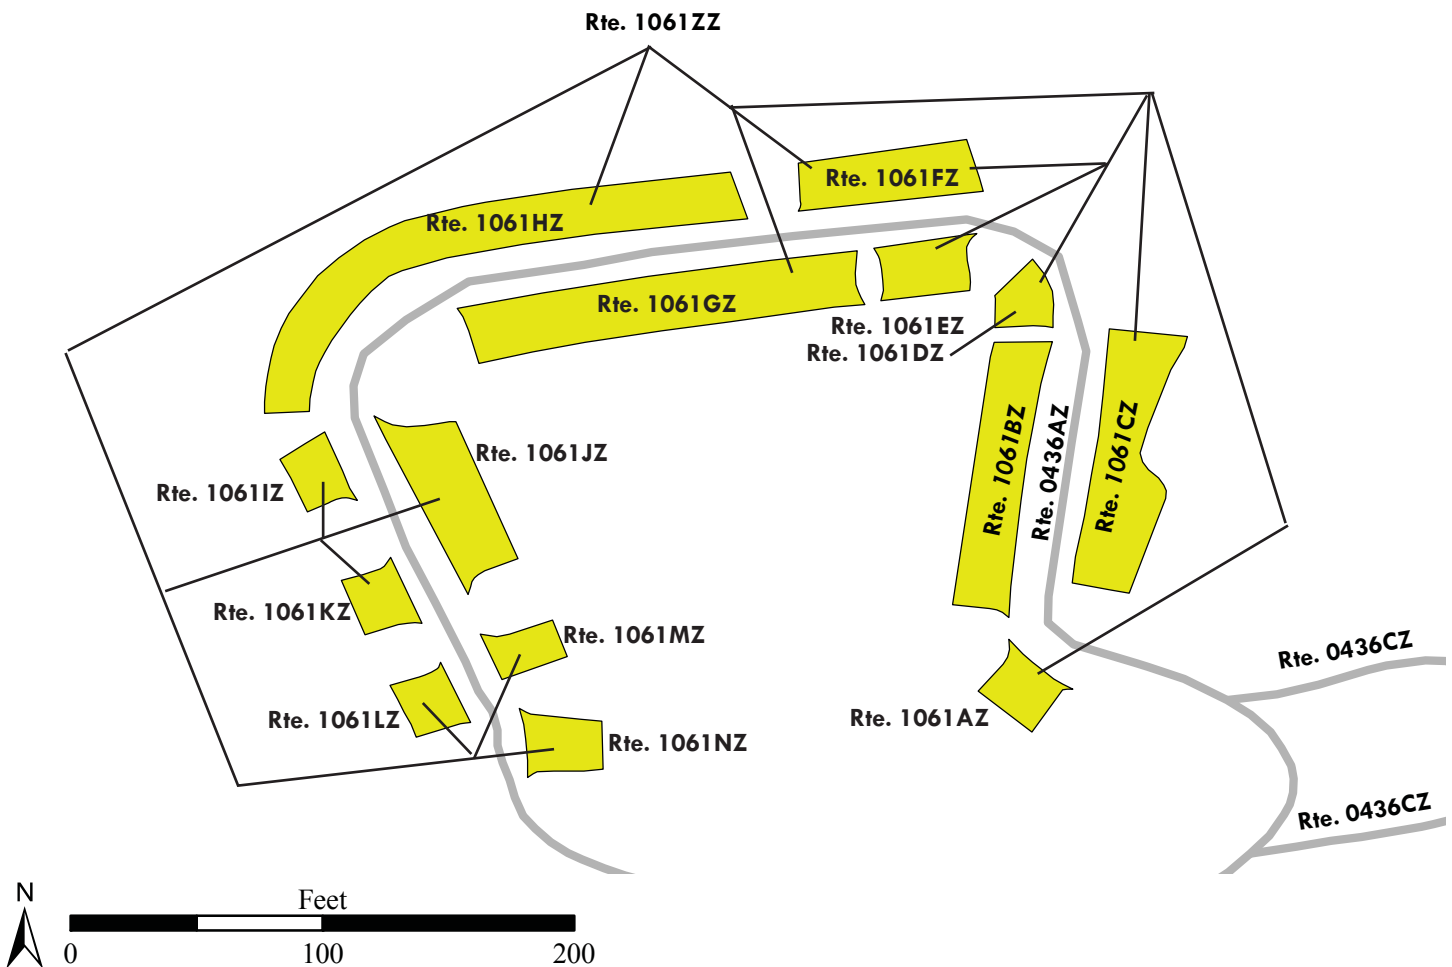 Rte. 1061ZZ
Rte. 1061FZ
Rte. 1061HZ
Rte. 1061GZ
Rte. 1061EZ
Rte. 1061DZ
Rte. 1061BZ
Rte. 0436AZ
Rte. 1061CZ
Rte. 1061JZ
Rte. 1061IZ
Rte. 1061KZ
Rte. 1061MZ
Rte. 0436CZ
Rte. 1061LZ
Rte. 1061AZ
Rte. 1061NZ
Rte. 0436CZ
N
Feet
0 100 200